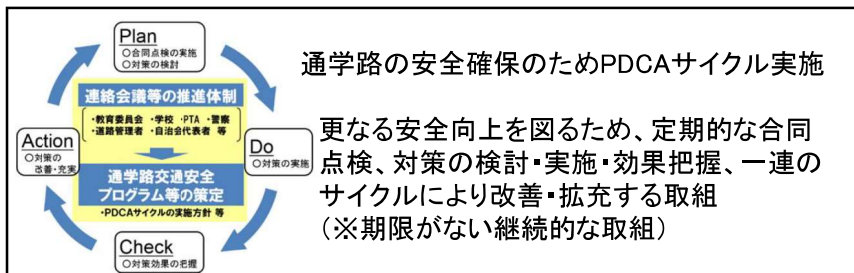 Plan
○合同点検の実施
○対策の検討
連絡会議等の推進体制
・教育委員会 ・学校 ・PTA ・警察
・道路管理者 ・自治会代表者 等
Action
○対策の
改善・充実
Do
○対策の実施
通学路交通安全
プログラム等の策定
・PDCAサイクルの実施方針 等
Check
○対策効果の把握
通学路の安全確保のためPDCAサイクル実施
更なる安全向上を図るため、定期的な合同
点検、対策の検討・実施・効果把握、一連の
サイクルにより改善・拡充する取組
(※期限がない継続的な取組)